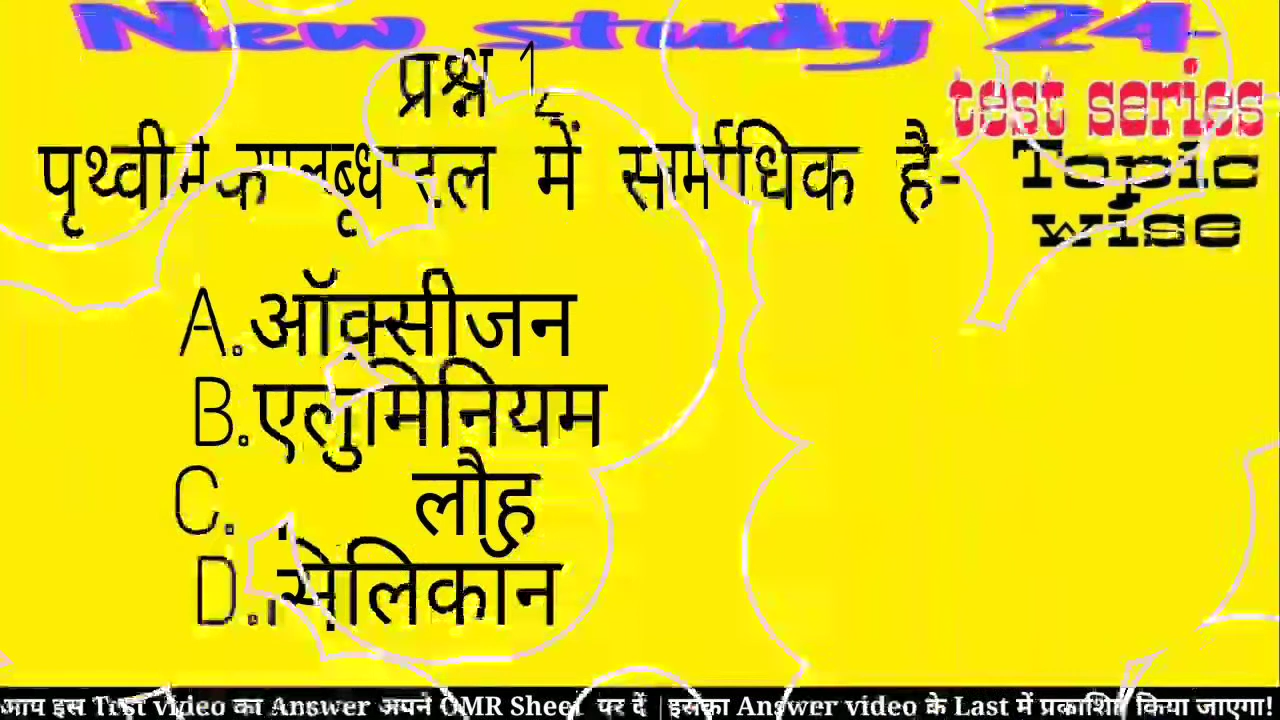 New study 24
test series
Topic
wise
प्रश्न 1
में है-
A.ऑक्सीजन
B.एलुमिनियम
C. लौह
D.सिलिकॉन
आप इस Test video का Answer अपने OMR Sheet पर दें | इसका Answer video के Last में प्रकाशित किया जाएगा!